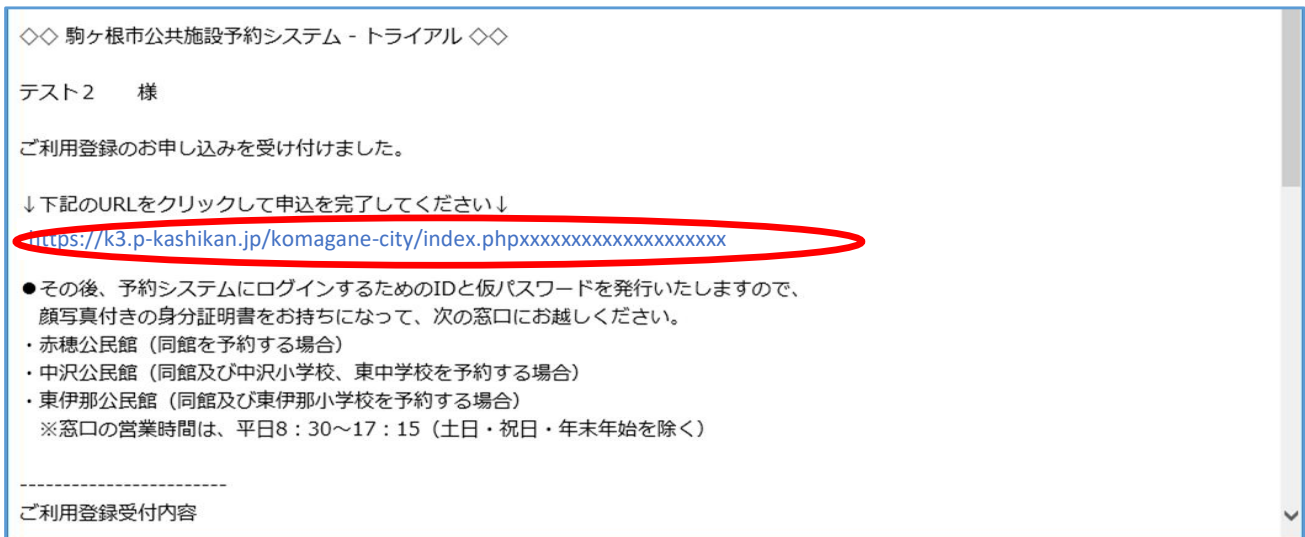 ◇◇ 駒ヶ根市公共施設予約システム - トライアル ◇◇
テスト２　　様
ご利用登録のお申し込みを受け付けました。
↓下記のURLをクリックして申込を完了してください↓
https://k3.p-kashikan.jp/komagane-city/index.phpxxxxxxxxxxxxxxxxxxxx
●その後、予約システムにログインするためのIDと仮パスワードを発行いたしますので、
顔写真付きの身分証明書をお持ちになって、次の窓口にお越しください。
・赤穂公民館（同館を予約する場合）
・中沢公民館（同館及び中沢小学校、東中学校を予約する場合）
・東伊那公民館（同館及び東伊那小学校を予約する場合）
※窓口の営業時間は、平日8：30～17：15（土日・祝日・年末年始を除く）
------------------------
ご利用登録受付内容